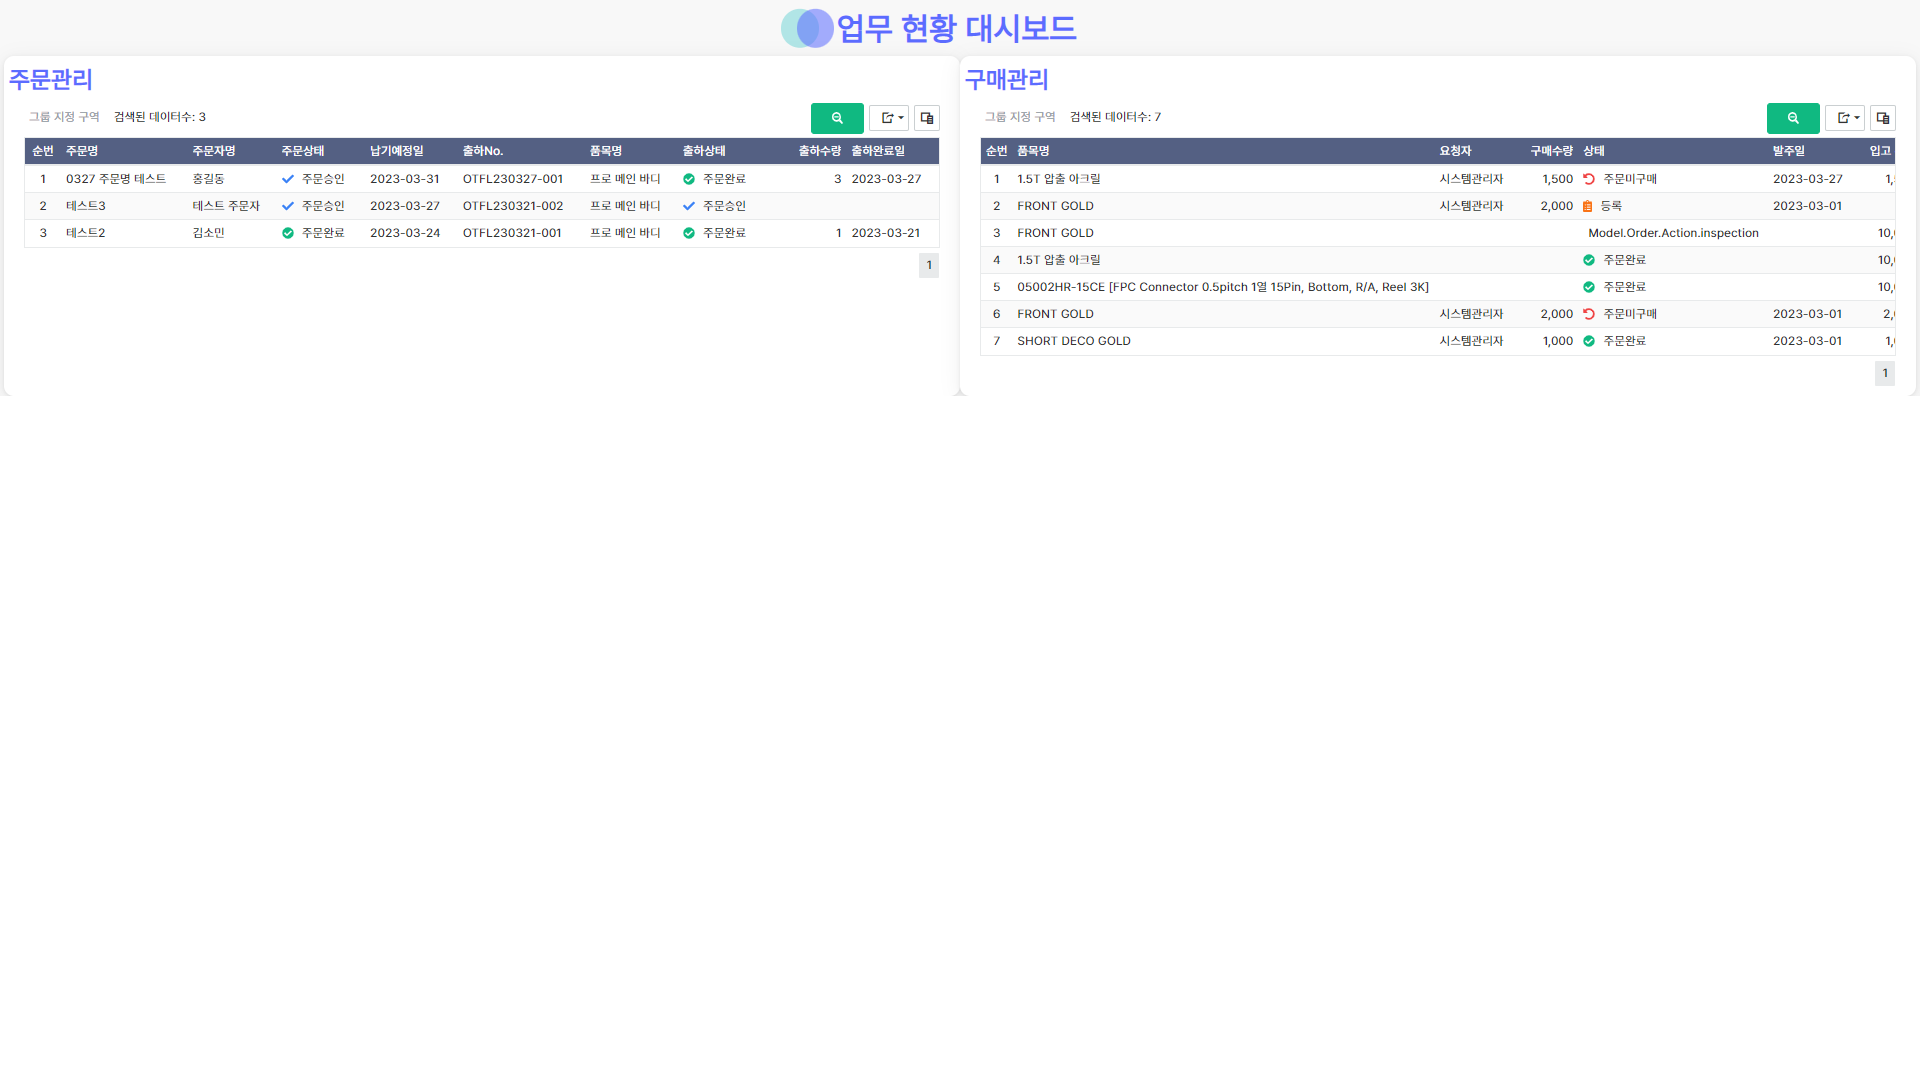 업무 현황 대시보드
주문관리
그룹 지정 구역 검색된 데이터수: 3
순번 주문명 주문자명 주문상태 납기예정일 출하No. 품목명 출하상태 출하수량 출하완료일
1 0327 주문명 테스트 홍길동 주문승인 2023-03-31 OTFL230327-001 프로 메인 바디 주문완료 3 2023-03-27
2 테스트3 테스트 주문자 주문승인 2023-03-27 OTFL230321-002 프로 메인 바디 주문승인
3 테스트2 김소민 주문완료 2023-03-24 OTFL230321-001 프로 메인 바디 주문완료 1 2023-03-21
1
구매관리
그룹 지정 구역 검색된 데이터수: 7
순번 품목명 요청자 구매수량 상태 발주일 입고
1 1.5T 압출 아크릴 시스템관리자 1,500 주문미구매 2023-03-27
2 FRONT GOLD 시스템관리자 2,000 등록 2023-03-01
3 FRONT GOLD Model.Order.Action.inspection
4 1.5T 압출 아크릴 주문완료
5 05002HR-15CE [FPC Connector 0.5pitch 1열 15Pin, Bottom, R/A, Reel 3K] 주문완료
6 FRONT GOLD 시스템관리자 2,000 주문미구매 2023-03-01
7 SHORT DECO GOLD 시스템관리자 1,000 주문완료 2023-03-01
1